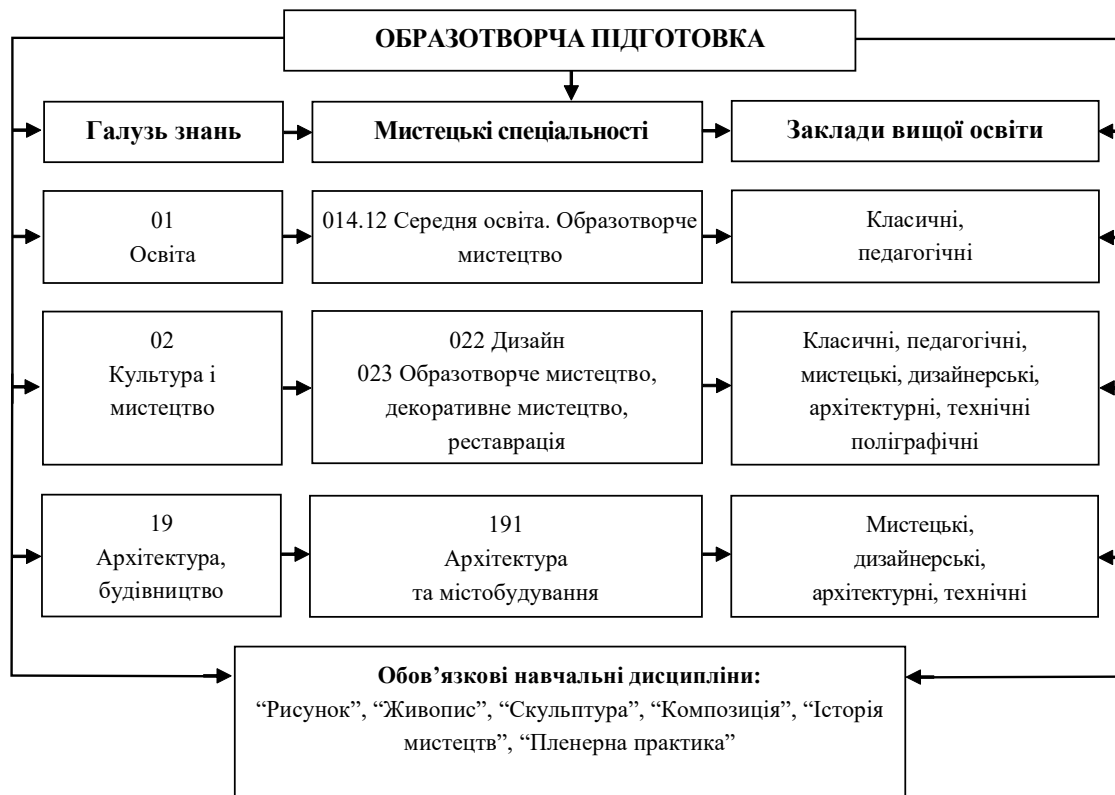 ОБРАЗОТВОРЧА ПІДГОТОВКА
Галузь знань
Мистецькі спеціальності
Заклади вищої освіти
01
Освіта
014.12 Середня освіта. Образотворче
мистецтво
Класичні,
педагогічні
02
Культура і
мистецтво
022 Дизайн
023 Образотворче мистецтво,
декоративне мистецтво,
реставрація
Класичні, педагогічні,
мистецькі, дизайнерські,
архітектурні, технічні
поліграфічні
19
Архітектура,
будівництво
191
Архітектура
та містобудування
Мистецькі,
дизайнерські,
архітектурні, технічні
Обов’язкові навчальні дисципліни:
“Рисунок”, “Живопис”, “Скульптура”, “Композиція”, “Історія
мистецтв”, “Пленерна практика”